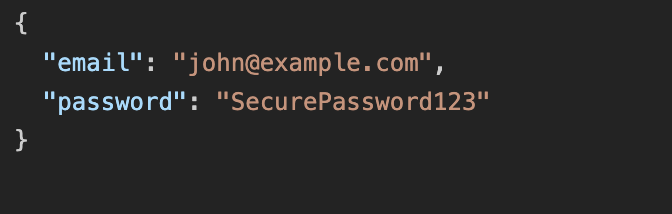 {
"email": "john@example.com",
"password": "SecurePassword123"
}